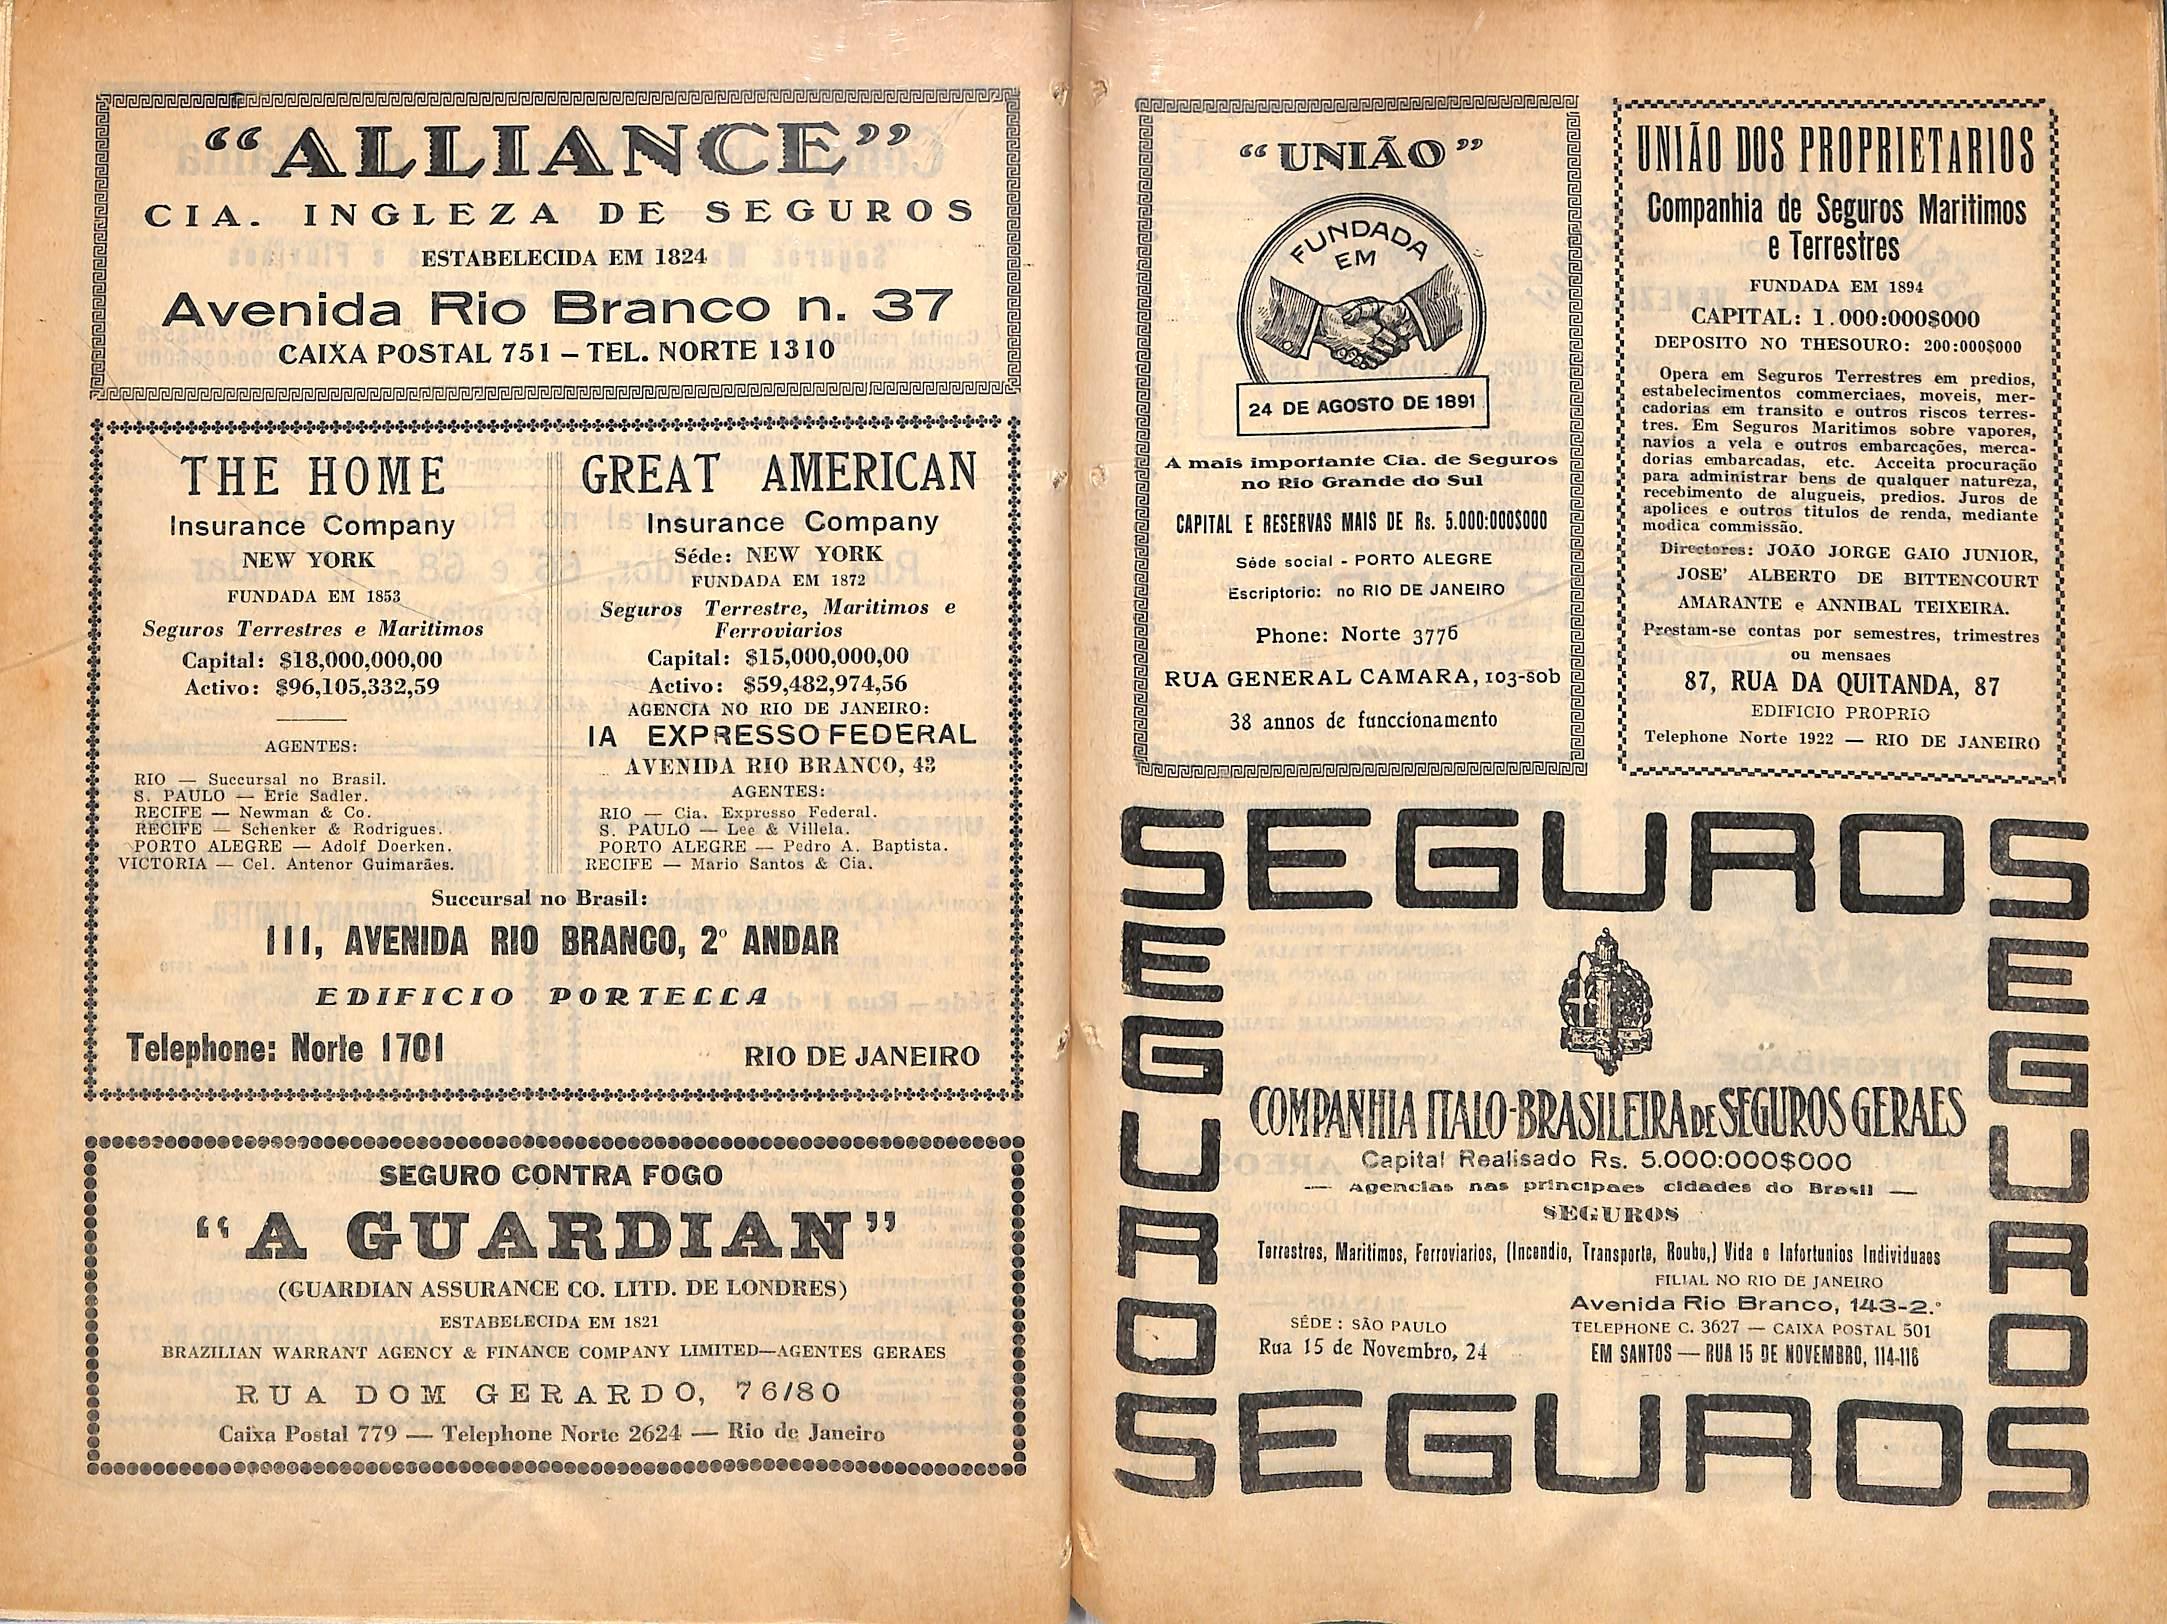 “ALLIANCE”
CIA. INGLEZA DE SEGUROS
ESTABELECIDA EM 1824
Avenida Rio Branco n. 37
CAIXA POSTAL 751 – TEL. NORTE 1310
THE HOME
Insurance Company
NEW YORK
FUNDADA EM 1853
Seguros Terrestres e Maritimos
Capital: $18,000,000,00
Activo: $96,105,332,59
AGENTES:
RIO — Succursal no Brasil.
S. PAULO — Eric Sadler.
RECIFE — Newman & Co.
RECIFE — Schenker & Rodrigues.
PORTO ALEGRE — Adolf Doerken.
VICTORIA — Cel. Antenor Guimarães.
GREAT AMERICAN
Insurance Company
Séde: NEW YORK
FUNDADA EM 1872
Seguros Terrestre, Maritimos e
Ferroviarios
Capital: $15,000,000,00
Activo: $59,482,974,56
AGENCIA NO RIO DE JANEIRO:
IA EXPRESSO FEDERAL
AVENIDA RIO BRANCO, 43
AGENTES:
RIO — Cia. Expresso Federal.
S. PAULO — Lee & Villela.
PORTO ALEGRE — Pedro A. Baptista.
RECIFE — Mario Santos & Cia.
Succursal no Brasil:
111, AVENIDA RIO BRANCO, 2º ANDAR
EDIFICIO PORTELLA
Telephone: Norte 1701
RIO DE JANEIRO
SEGURO CONTRA FOGO
“A GUARDIAN”
(GUARDIAN ASSURANCE CO. LITD. DE LONDRES)
ESTABELECIDA EM 1821
BRAZILIAN WARRANT AGENCY & FINANCE COMPANY LIMITED—AGENTES GERAES
RUA DOM GERARDO, 76/80
Caixa Postal 779 — Telephone Norte 2624 — Rio de Janeiro
“UNIÃO”
FUNDADA
EM
24 DE AGOSTO DE 1891
A mais importante Cia. de Seguros
no Rio Grande do Sul
CAPITAL E RESERVAS MAIS DE Rs. 5.000:000$000
Séde social - PORTO ALEGRE
Escriptorio: no RIO DE JANEIRO
Phone: Norte 3776
RUA GENERAL CAMARA, 103-sob
38 annos de funccionamento
UNIÃO DOS PROPRIETARIOS
Companhia de Seguros Maritimos
e Terrestres
FUNDADA EM 1894
CAPITAL: 1.000:000$000
DEPOSITO NO THESOURO: 200:000$000
Opera em Seguros Terrestres em predios,
estabelecimentos commerciaes, moveis, mer-
cadorias em transito e outros riscos terres-
tres. Em Seguros Maritimos sobre vapores,
navios a vela e outros embarcações, merca-
dorias embarcadas, etc. Acceita procuração
para administrar bens de qualquer natureza,
recebimento de alugueis, predios. Juros de
apolices e outros titulos de renda, mediante
modica commissão.
Directores: JOÃO JORGE GAIO JUNIOR,
JOSE’ ALBERTO DE BITTENCOURT
AMARANTE e ANNIBAL TEIXEIRA.
Prestam-se contas por semestres, trimestres
ou mensaes
87, RUA DA QUITANDA, 87
EDIFICIO PROPRIO
Telephone Norte 1922 — RIO DE JANEIRO
SEGUROS
SEGUROS
SEGUROS
COMPANHIA ITALO-BRASILEIRA DE SEGUROS GERAES
Capital Realisado Rs. 5.000:000$000
— Agencias nas principaes cidades do Brasil —
SEGUROS
Terrestres, Maritimos, Ferroviarios, (Incendio, Transporte, Roubo,) Vida e Infortunios Individuaes
SÉDE : SÃO PAULO
Rua 15 de Novembro, 24
FILIAL NO RIO DE JANEIRO
Avenida Rio Branco, 143-2.º
TELEPHONE C. 3627 — CAIXA POSTAL 501
EM SANTOS — RUA 15 DE NOVEMBRO, 114-116
SEGUROS